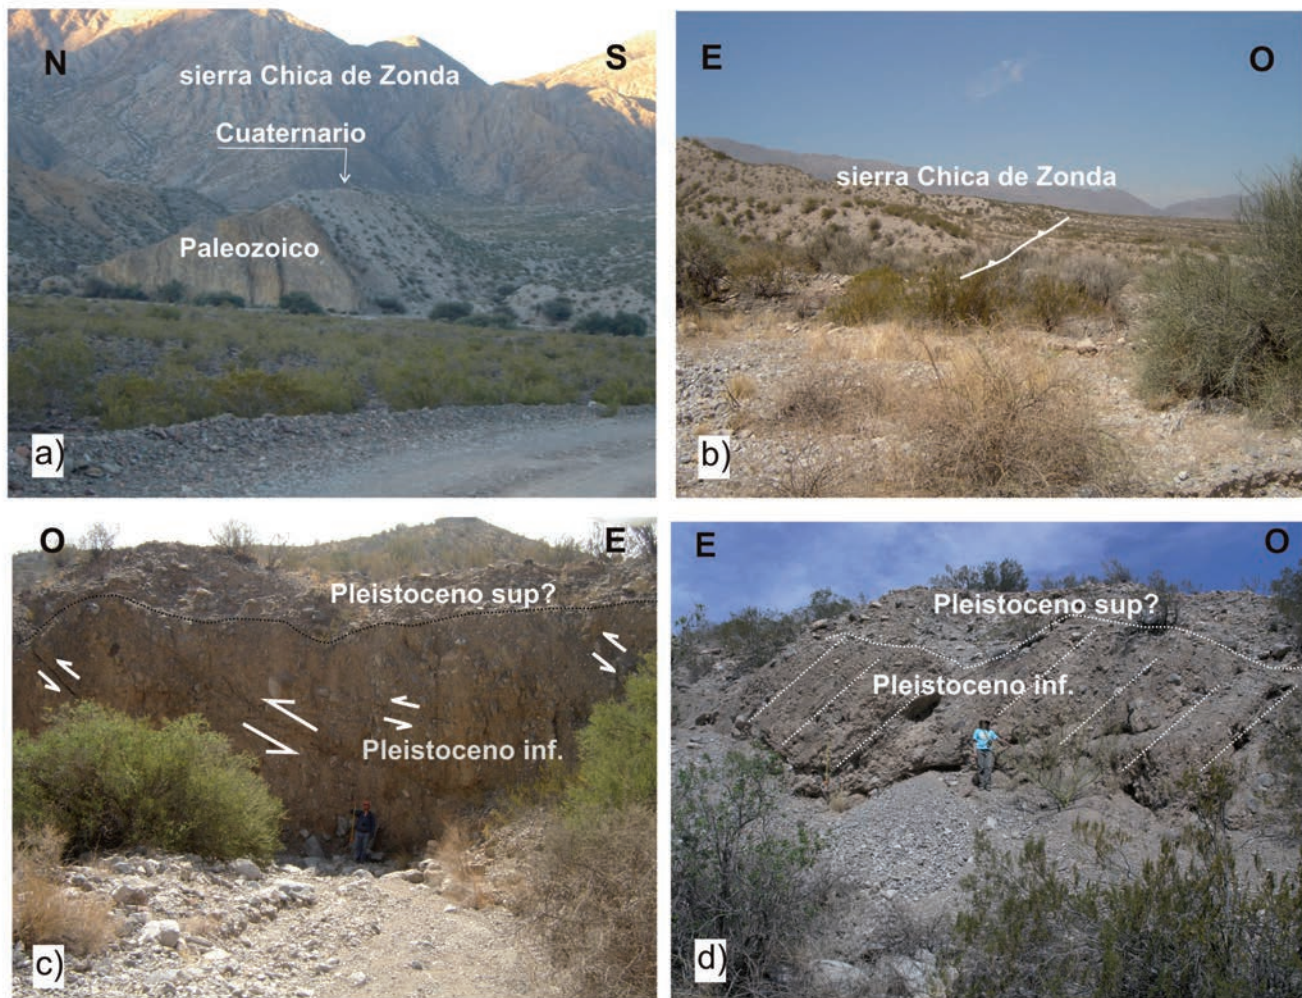 N
S
sierra Chica de Zonda
Cuaternario
Paleozoico
a)
E
O
sierra Chica de Zonda
b)
O
E
Pleistoceno sup?
Pleistoceno inf.
c)
E
O
Pleistoceno sup?
Pleistoceno inf.
d)